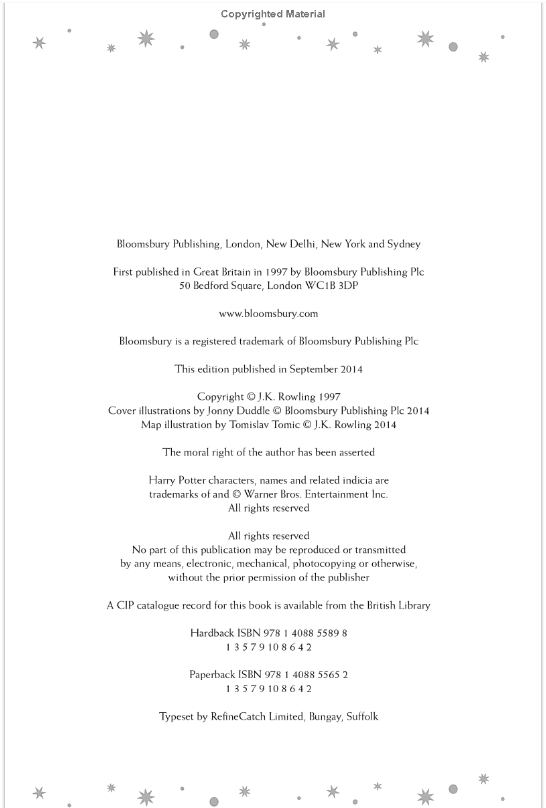 Copyrighted Material
Bloomsbury Publishing, London, New Delhi, New York and Sydney
First published in Great Britain in 1997 by Bloomsbury Publishing Plc
50 Bedford Square, London WC1B 3DP
www.bloomsbury.com
Bloomsbury is a registered trademark of Bloomsbury Publishing Plc
This edition published in September 2014
Copyright © J.K. Rowling 1997
Cover illustrations by Jonny Duddle © Bloomsbury Publishing Plc 2014
Map illustration by Tomislav Tomic © J.K. Rowling 2014
The moral right of the author has been asserted
Harry Potter characters, names and related indicia are
trademarks of and © Warner Bros. Entertainment Inc.
All rights reserved
All rights reserved
No part of this publication may be reproduced or transmitted
by any means, electronic, mechanical, photocopying or otherwise,
without the prior permission of the publisher
A CIP catalogue record for this book is available from the British Library
Hardback ISBN 978 1 4088 5589 8
1 3 5 7 9 10 8 6 4 2
Paperback ISBN 978 1 4088 5565 2
1 3 5 7 9 10 8 6 4 2
Typeset by RefineCatch Limited, Bungay, Suffolk